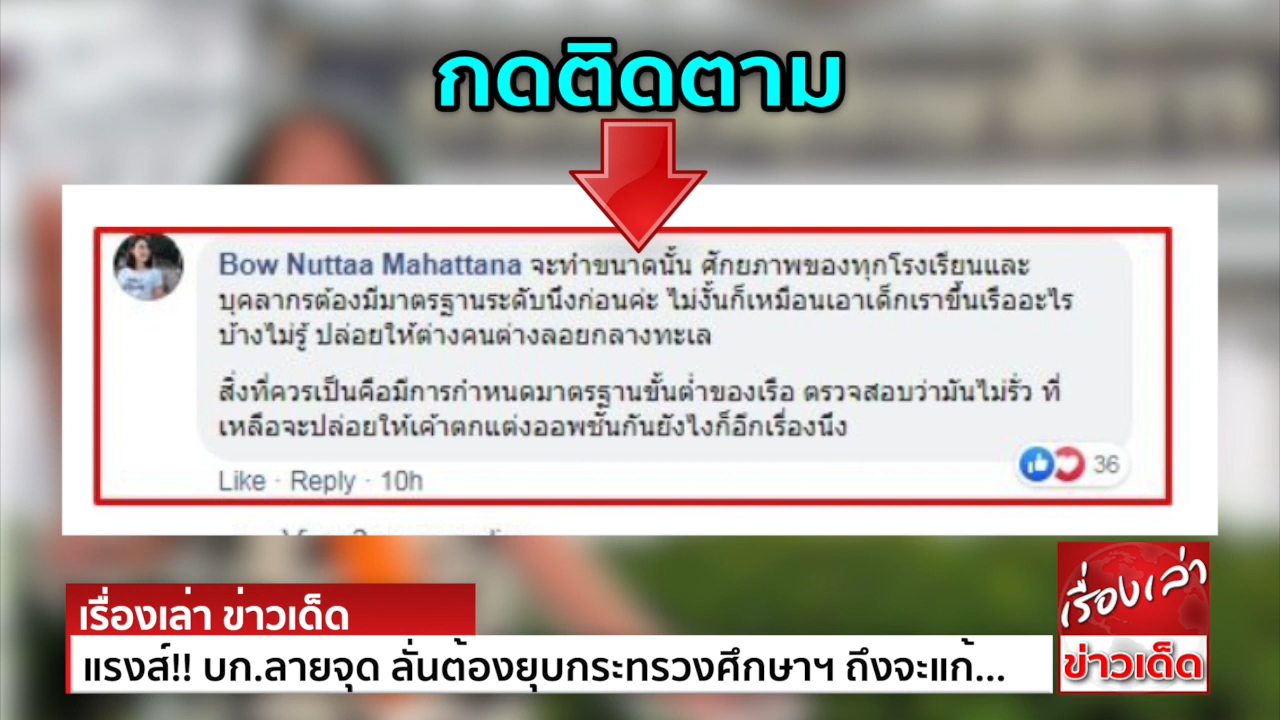 กดติดตาม
Bow Nuttaa Mahattana จะทำขนาดนั้น ศักยภาพของทุกโรงเรียนและ
บุคลากรต้องมีมาตรฐานระดับนึงก่อนค่ะ ไม่งั้นก็เหมือนเอาเด็กเราขึ้นเรืออะไร
บ้างไม่รู้ ปล่อยให้ต่างคนต่างลอยกลางทะเล
สิ่งที่ควรเป็นคือมีการกำหนดมาตรฐานขั้นต่ำของเรือ ตรวจสอบว่ามันไม่รั่ว ที่
เหลือจะปล่อยให้เค้าตกแต่งออพชั้นกันยังไงก็อีกเรื่องนึง
Like · Reply · 10h
36
เรื่องเล่า ข่าวเด็ด
แรงส์!! บก.ลายจุด ลั่นต้องยุบกระทรวงศึกษาฯ ถึงจะแก้...
เรื่องเล่า
ข่าวเด็ด